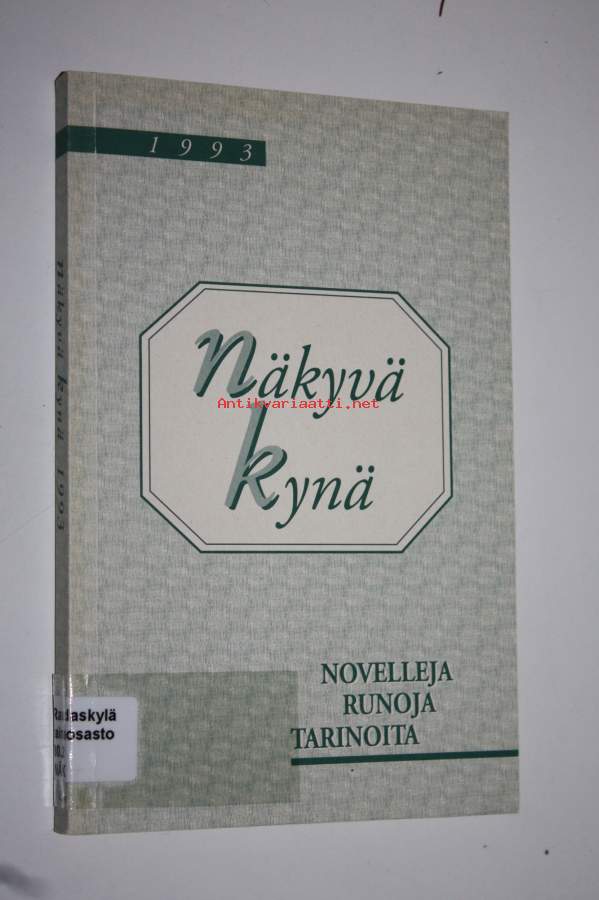 1993
näkyvä
kynä
Antikvariaatti.net
NOVELLEJA
RUNOJA
TARINOITA
näkyvä kynä 1993